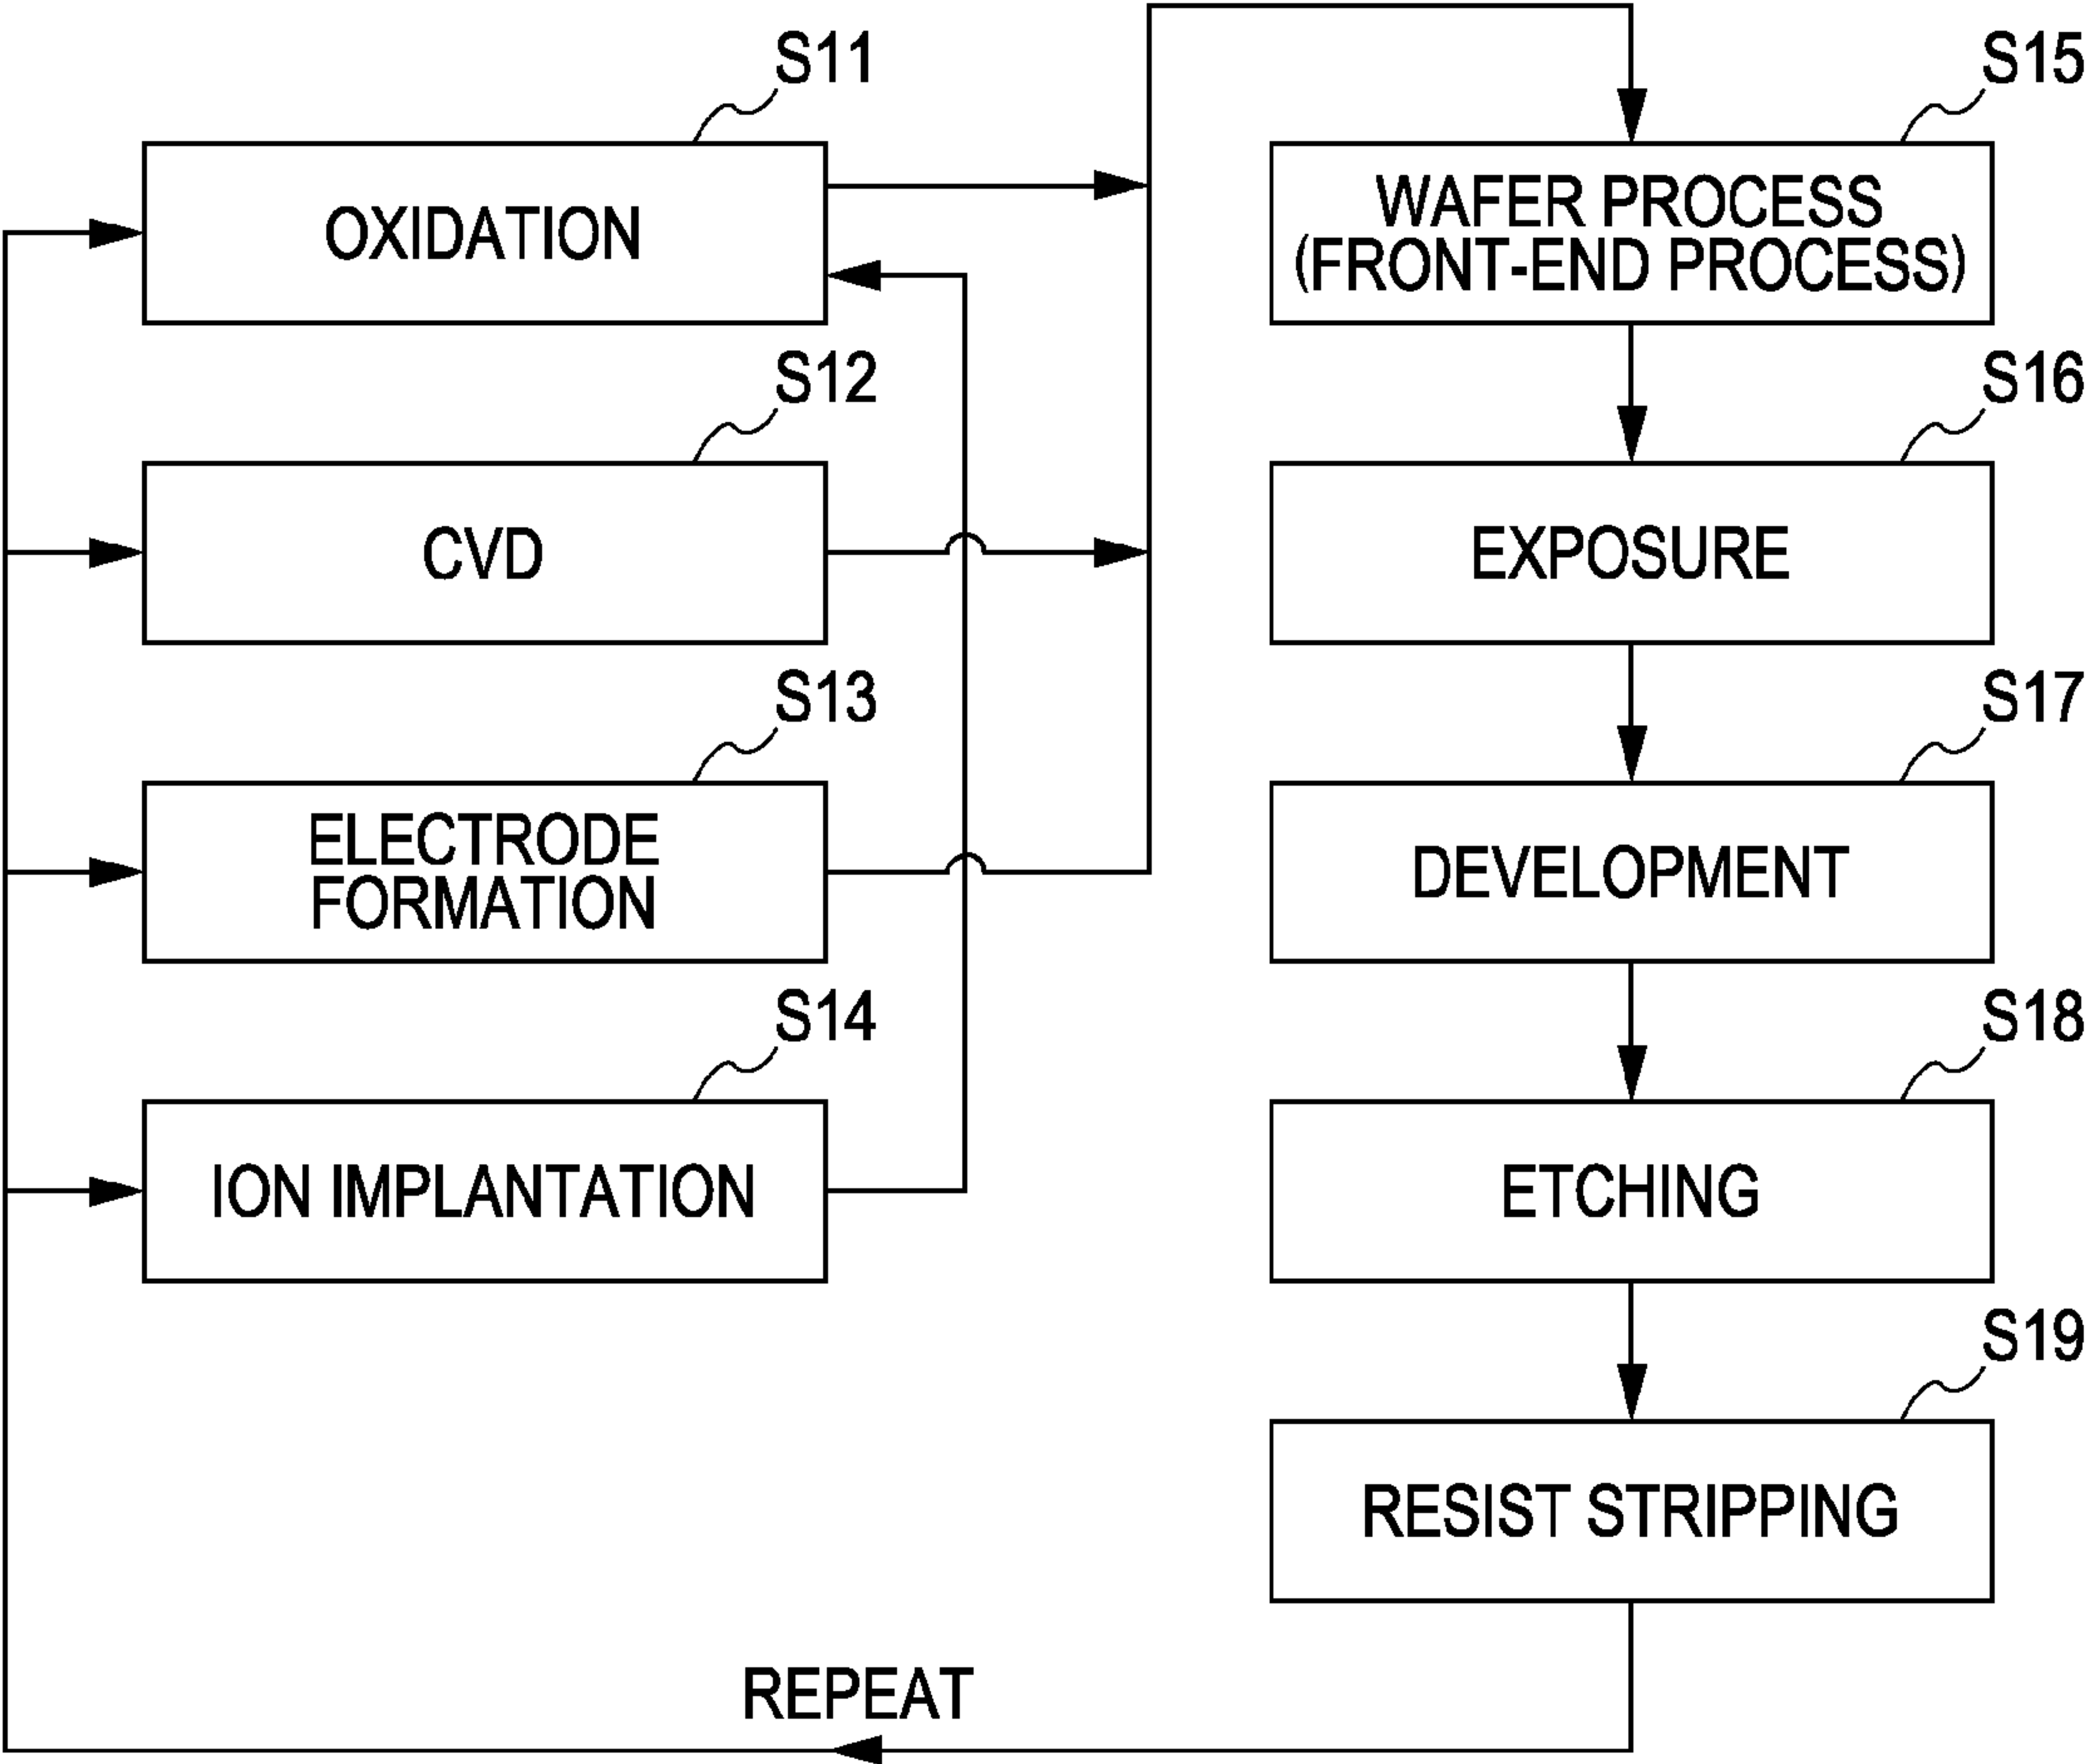 S11
OXIDATION
S12
CVD
S13
ELECTRODE
FORMATION
S14
ION IMPLANTATION
S15
WAFER PROCESS
(FRONT-END PROCESS)
S16
EXPOSURE
S17
DEVELOPMENT
S18
ETCHING
S19
RESIST STRIPPING
REPEAT